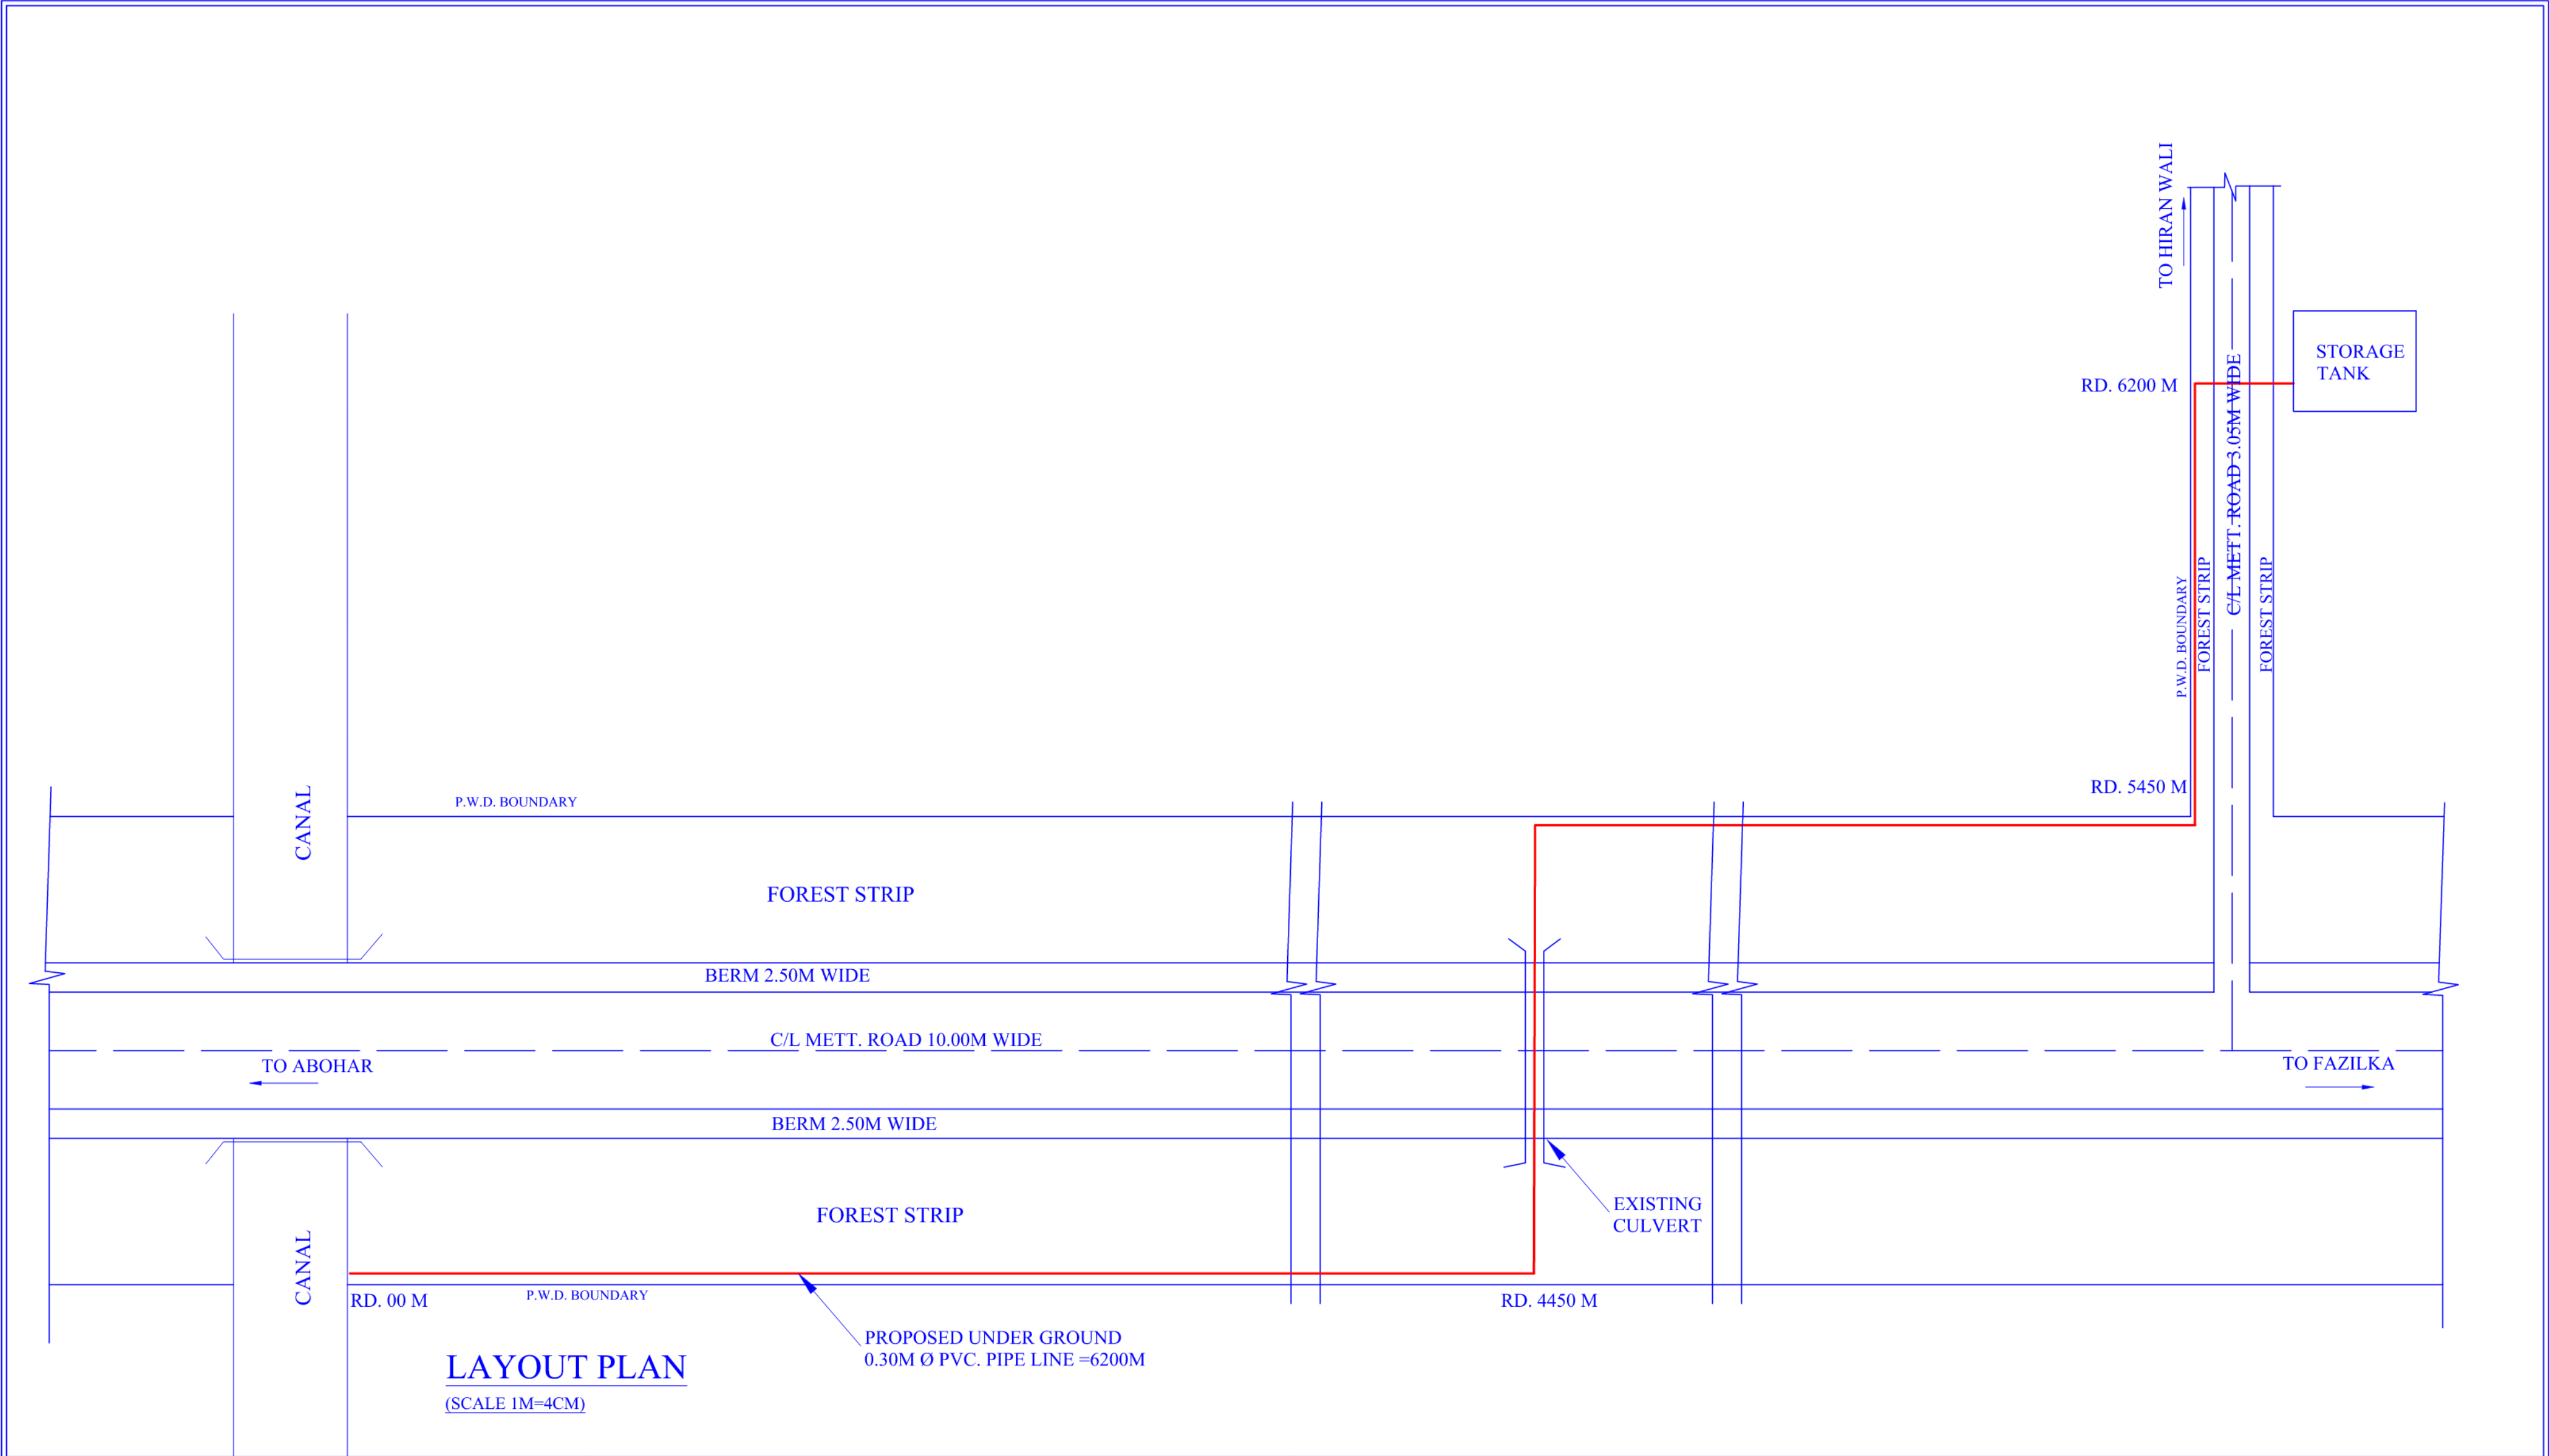 TO HIRAN WALI
STORAGE
TANK
RD. 6200 M
C/L METT. ROAD 3.05M WIDE
P.W.D. BOUNDARY
FOREST STRIP
FOREST STRIP
RD. 5450 M
CANAL
P.W.D. BOUNDARY
FOREST STRIP
BERM 2.50M WIDE
C/L METT. ROAD 10.00M WIDE
TO ABOHAR
TO FAZILKA
BERM 2.50M WIDE
EXISTING
CULVERT
FOREST STRIP
CANAL
RD. 00 M
P.W.D. BOUNDARY
RD. 4450 M
PROPOSED UNDER GROUND
0.30M Ø PVC. PIPE LINE =6200M
LAYOUT PLAN
(SCALE 1M=4CM)